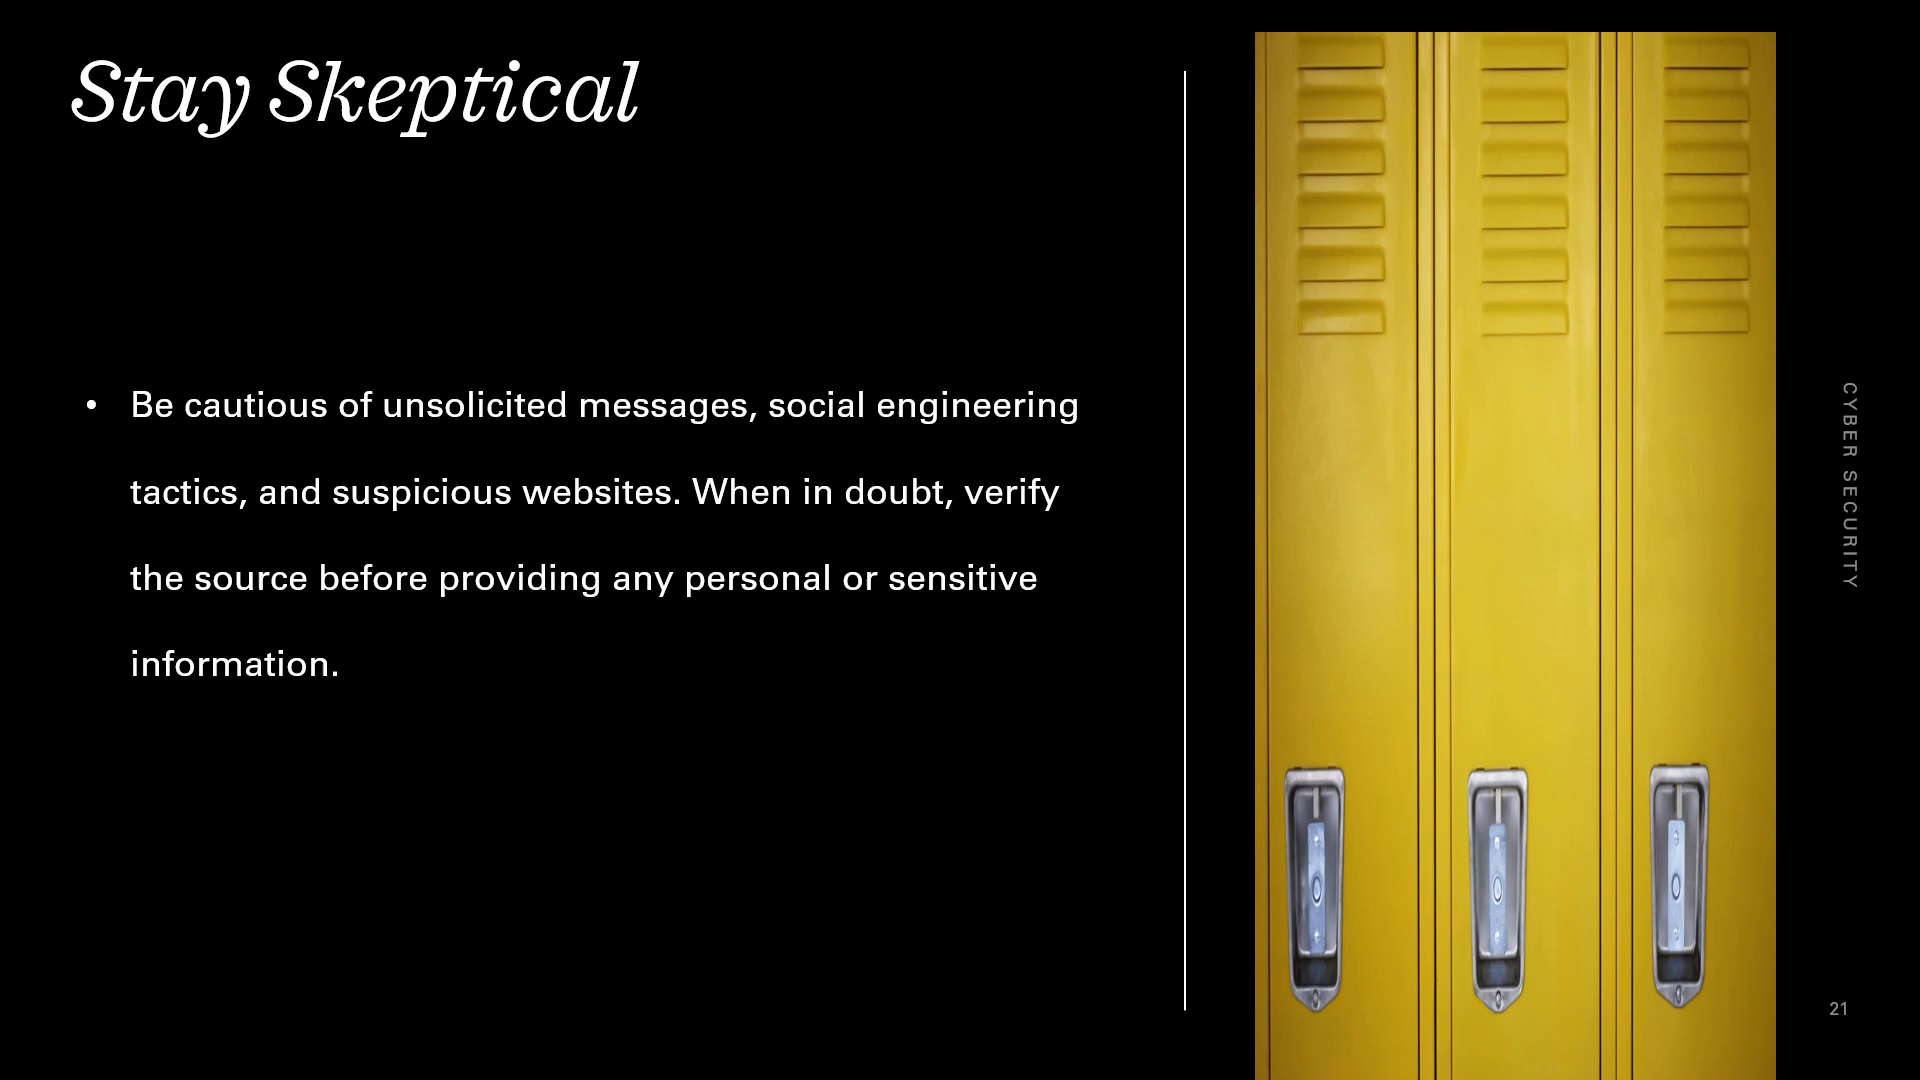 Stay Skeptical
• Be cautious of unsolicited messages, social engineering
tactics, and suspicious websites. When in doubt, verify
the source before providing any personal or sensitive
information.
CYBER SECURITY
21